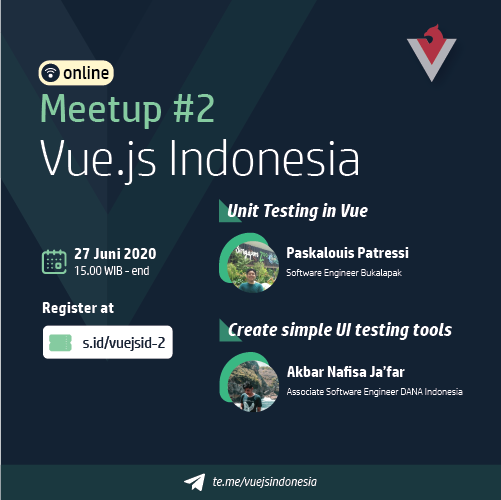 online
Meetup #2
Vue.js Indonesia
Unit Testing in Vue
Paskalouis Patressi
Software Engineer Bukalapak
27 Juni 2020
15.00 WIB - end
Register at
s.id/vuejsid-2
Create simple UI testing tools
Akbar Nafisa Ja'far
Associate Software Engineer DANA Indonesia
te.me/vuejsindonesia